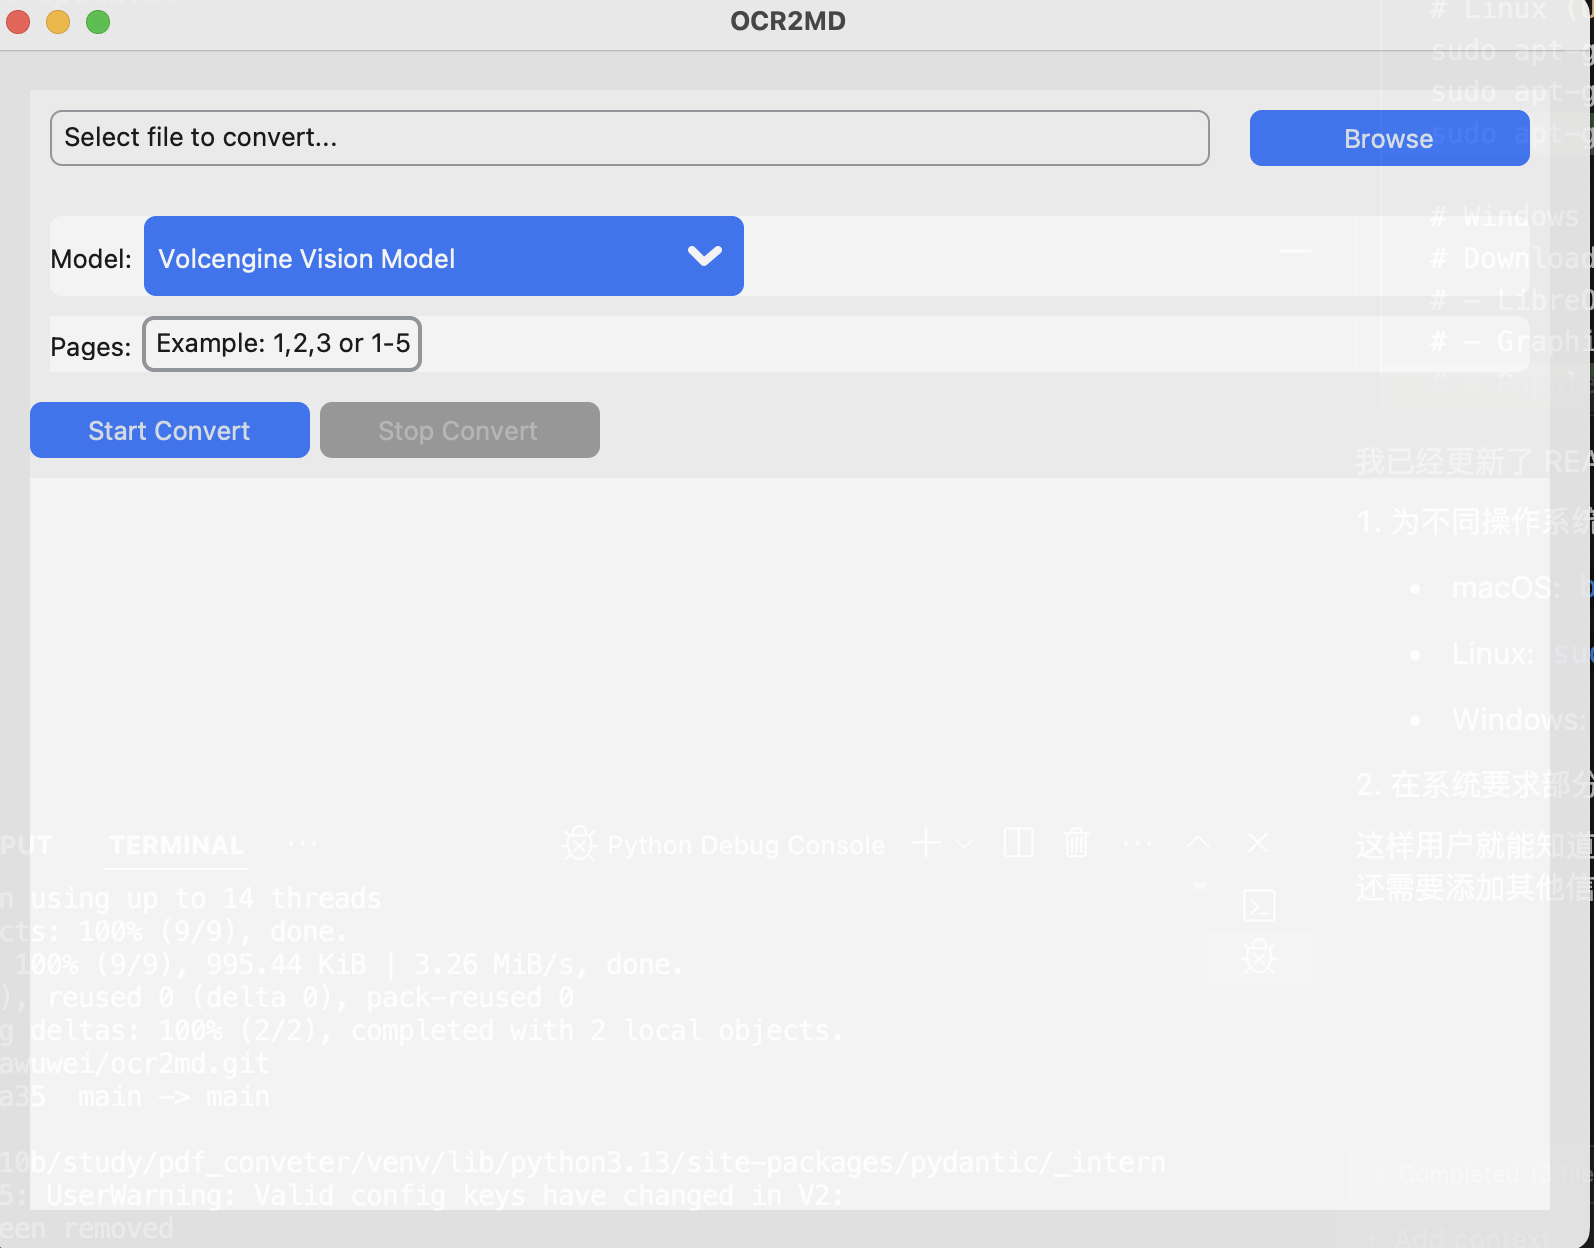 OCR2MD
Select file to convert...
Browse
Model:
Volcengine Vision Model
Pages:
Example: 1,2,3 or 1-5
Start Convert
Stop Convert
# Linux (
sudo apt-g
sudo apt-g
sudo apt-g
# Windows
# Download
# - LibreO
# - Graphi
我已经更新了 REA
1. 为不同操作系统
• macOS: b
• Linux: sud
• Windows:
2. 在系统要求部分
这样用户就能知道
还需要添加其他信
Completed (3 file
Add context
PUT
TERMINAL
...
Python Debug Console
...
n using up to 14 threads
cts: 100% (9/9), done.
100% (9/9), 995.44 KiB | 3.26 MiB/s, done.
), reused 0 (delta 0), pack-reused 0
g deltas: 100% (2/2), completed with 2 local objects.
awuwei/ocr2md.git
a35 main -> main
10b/study/pdf_conveter/venv/lib/python3.13/site-packages/pydantic/_intern
5: UserWarning: Valid config keys have changed in V2:
een removed